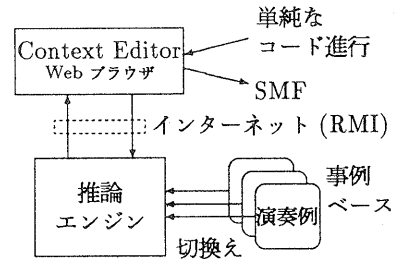 単純な
コード進行
Context Editor
Web ブラウザ
SMF
インターネット (RMI)
推論
エンジン
事例
ベース
演奏例
切換え